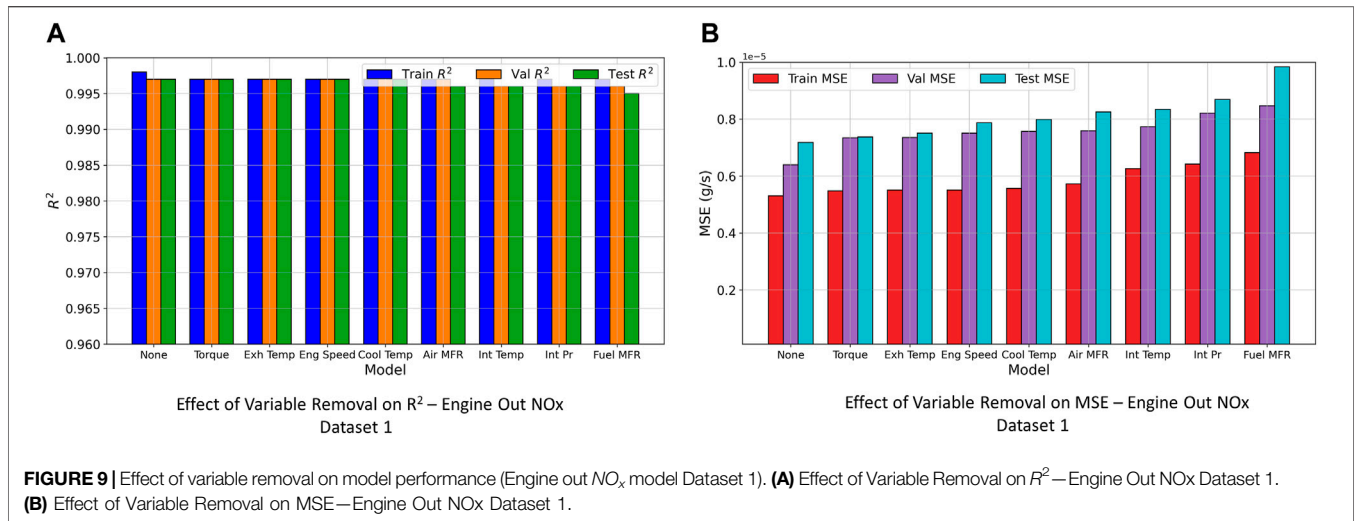 A
1.000
0.995
0.990
0.985
0.980
0.975
0.970
0.965
0.960
R²
Train R² Val R² Test R²
None Torque Exh Temp Eng Speed Cool Temp Air MFR Int Temp Int Pr Fuel MFR
Model
Effect of Variable Removal on R² – Engine Out NOx
Dataset 1
B
1e−5
1.0
0.8
0.6
0.4
0.2
MSE (g/s)
Train MSE Val MSE Test MSE
None Torque Exh Temp Eng Speed Cool Temp Air MFR Int Temp Int Pr Fuel MFR
Model
Effect of Variable Removal on MSE – Engine Out NOx
Dataset 1
FIGURE 9 | Effect of variable removal on model performance (Engine out NOₓ model Dataset 1). (A) Effect of Variable Removal on R²—Engine Out NOx Dataset 1.
(B) Effect of Variable Removal on MSE—Engine Out NOx Dataset 1.